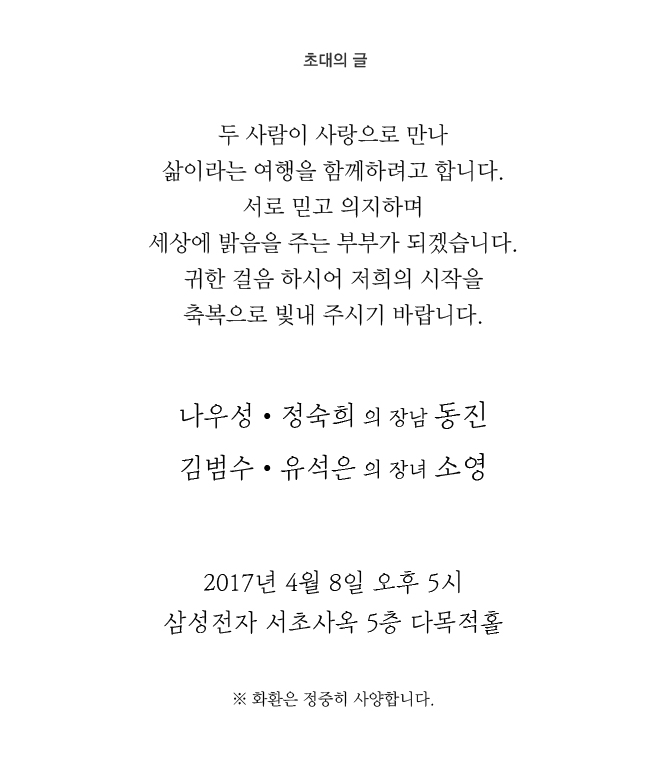 초대의 글
두 사람이 사랑으로 만나
삶이라는 여행을 함께하려고 합니다.
서로 믿고 의지하며
세상에 밝음을 주는 부부가 되겠습니다.
귀한 걸음 하시어 저희의 시작을
축복으로 빛내 주시기 바랍니다.
나우성 • 정숙희 의 장남 동진
김범수 • 유석은 의 장녀 소영
2017년 4월 8일 오후 5시
삼성전자 서초사옥 5층 다목적홀
※ 화환은 정중히 사양합니다.